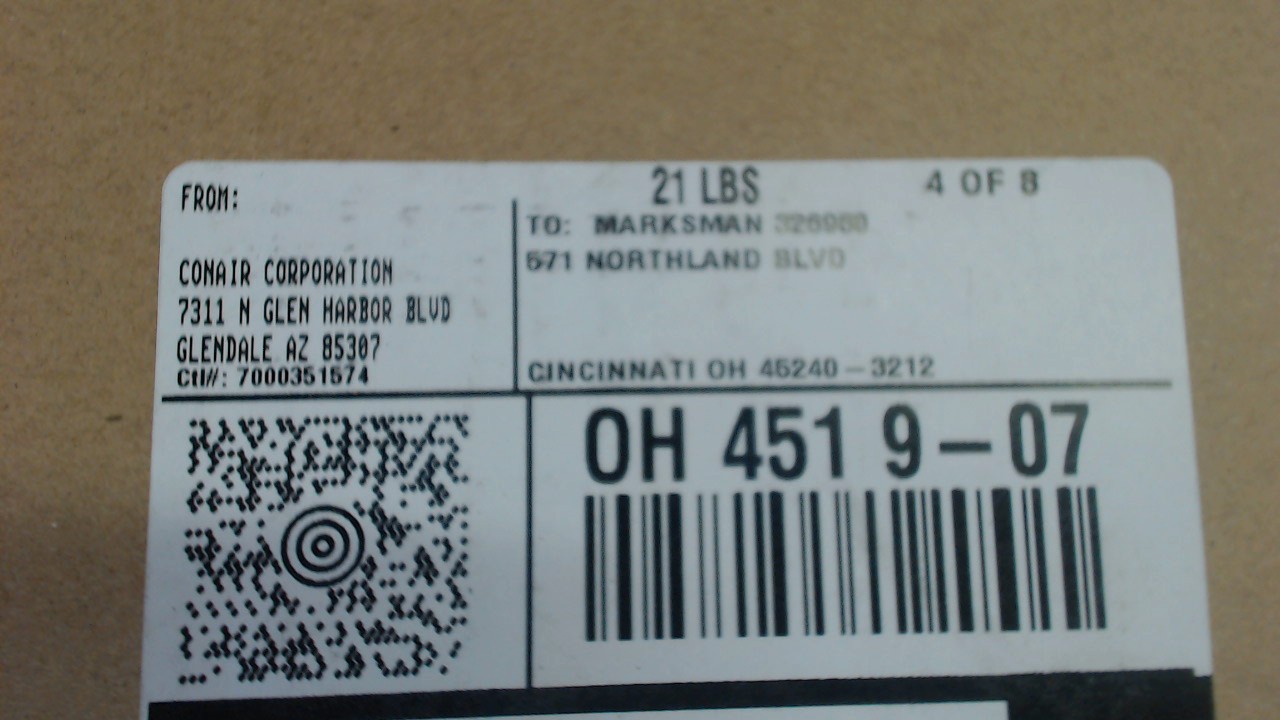 FROM:
CONAIR CORPORATION
7311 N GLEN HARBOR BLVD
GLENDALE AZ 85307
Ctl#: 7000351574
21 LBS
4 OF 8
TO: MARKSMAN
571 NORTHLAND BLVD
CINCINNATI OH 45240-3212
OH 451 9-07